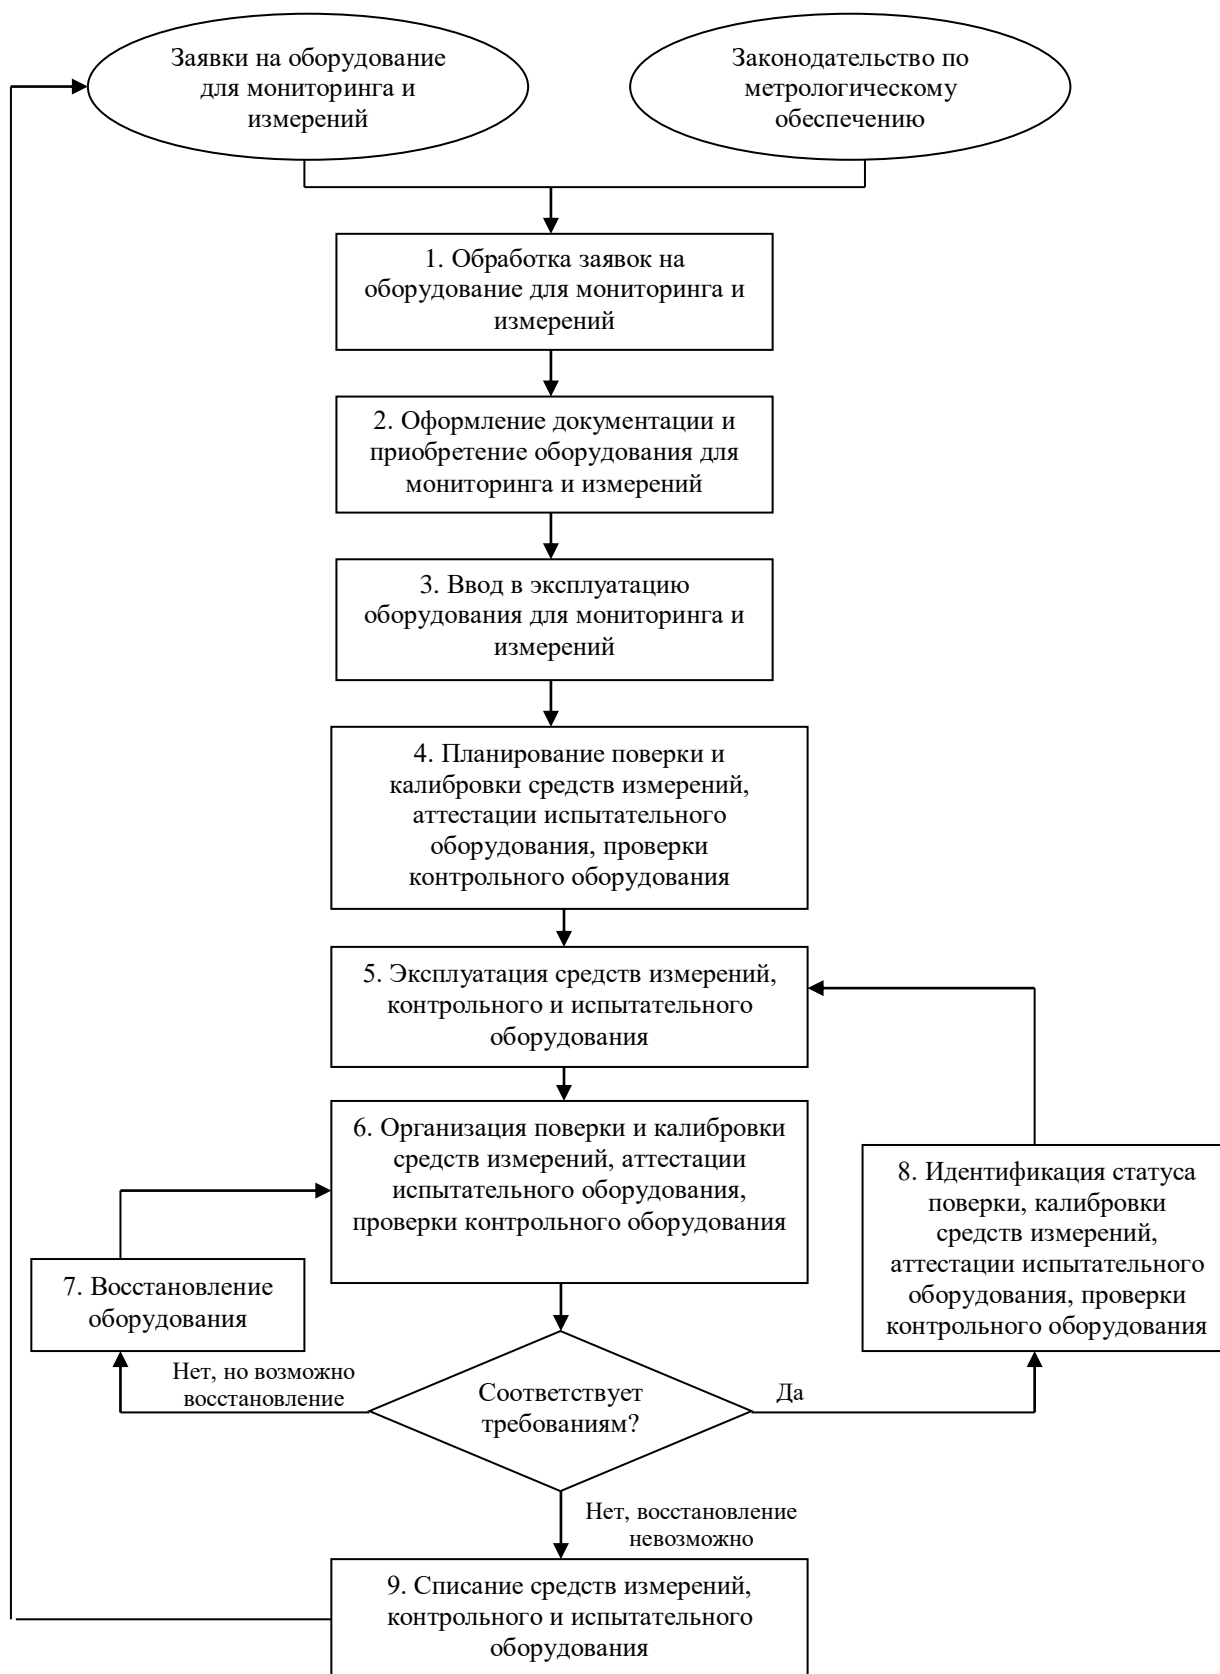 Заявки на оборудование
для мониторинга и
измерений
Законодательство по
метрологическому
обеспечению
1. Обработка заявок на
оборудование для мониторинга и
измерений
2. Оформление документации и
приобретение оборудования для
мониторинга и измерений
3. Ввод в эксплуатацию
оборудования для мониторинга и
измерений
4. Планирование поверки и
калибровки средств измерений,
аттестации испытательного
оборудования, проверки
контрольного оборудования
5. Эксплуатация средств измерений,
контрольного и испытательного
оборудования
6. Организация поверки и калибровки
средств измерений, аттестации
испытательного оборудования,
проверки контрольного оборудования
8. Идентификация статуса
поверки, калибровки
средств измерений,
аттестации испытательного
оборудования, проверки
контрольного оборудования
7. Восстановление
оборудования
Нет, но возможно
восстановление
Соответствует
требованиям?
Да
Нет, восстановление
невозможно
9. Списание средств измерений,
контрольного и испытательного
оборудования